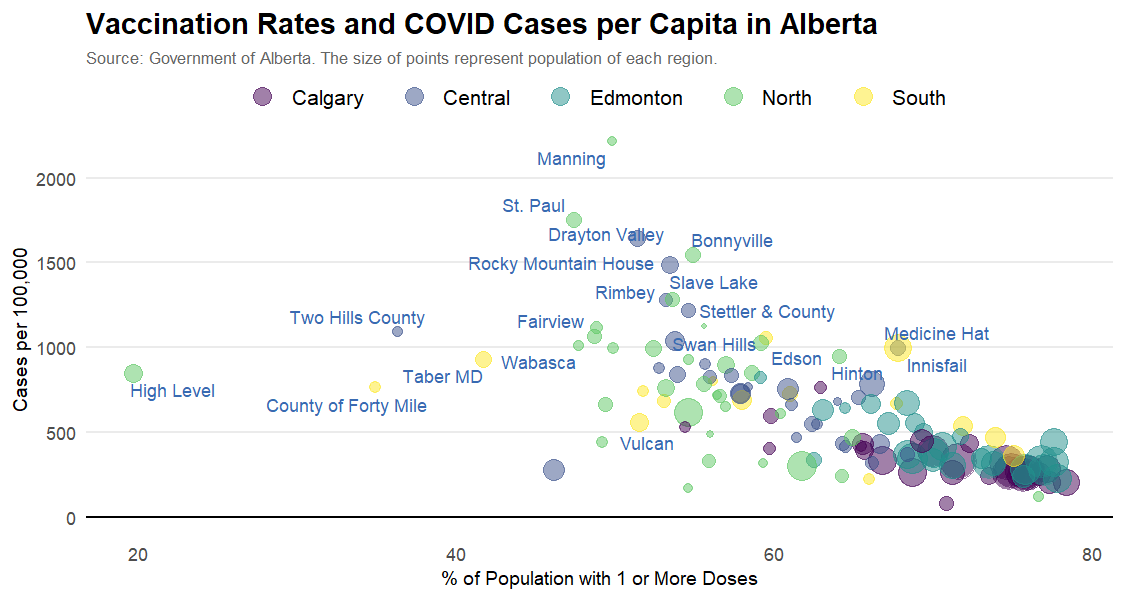 Vaccination Rates and COVID Cases per Capita in Alberta
Source: Government of Alberta. The size of points represent population of each region.
Calgary Central Edmonton North South
Manning
2000
St. Paul
Drayton Valley
Bonnyville
1500
Rocky Mountain House
Slave Lake
Rimbey
Stettler & County
Two Hills County
Fairview
Medicine Hat
1000
Swan Hills
Edson
Wabasca
Innisfail
Hinton
Taber MD
High Level
County of Forty Mile
500
Vulcan
0
20 40 60 80
% of Population with 1 or More Doses
Cases per 100,000